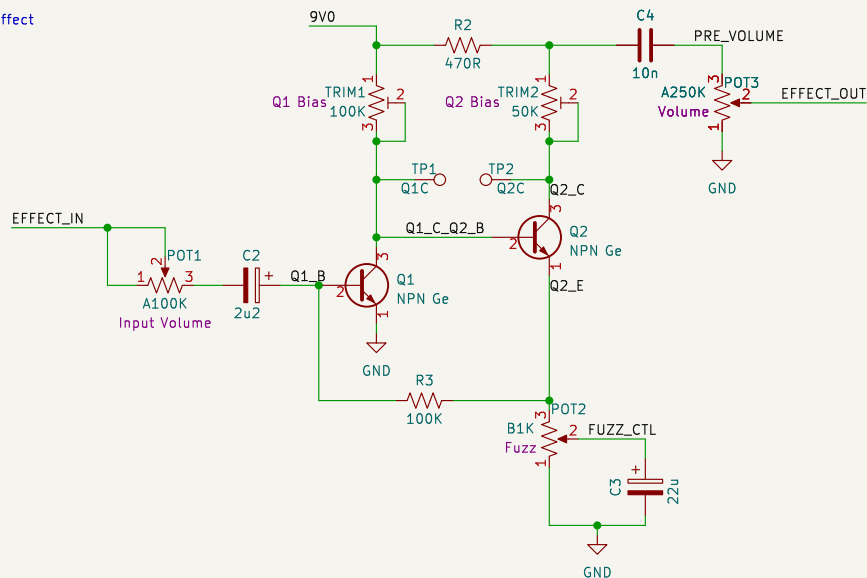 ffect
9V0
R2
470R
C4
10n
PRE_VOLUME
1
TRIM1
2
Q1 Bias
100K
3
1
TRIM2
2
Q2 Bias
50K
3
3
POT3
A250K
2
EFFECT_OUT
Volume
1
GND
TP1
Q1C
TP2
Q2C
Q2_C
3
EFFECT_IN
Q1_C_Q2_B
2
Q2
NPN Ge
1
Q2_E
POT1
2
1
3
A100K
Input Volume
C2
+
2u2
Q1_B
3
2
Q1
NPN Ge
1
GND
R3
100K
POT2
3
B1K
2
FUZZ_CTL
Fuzz
1
+
C3
22u
GND